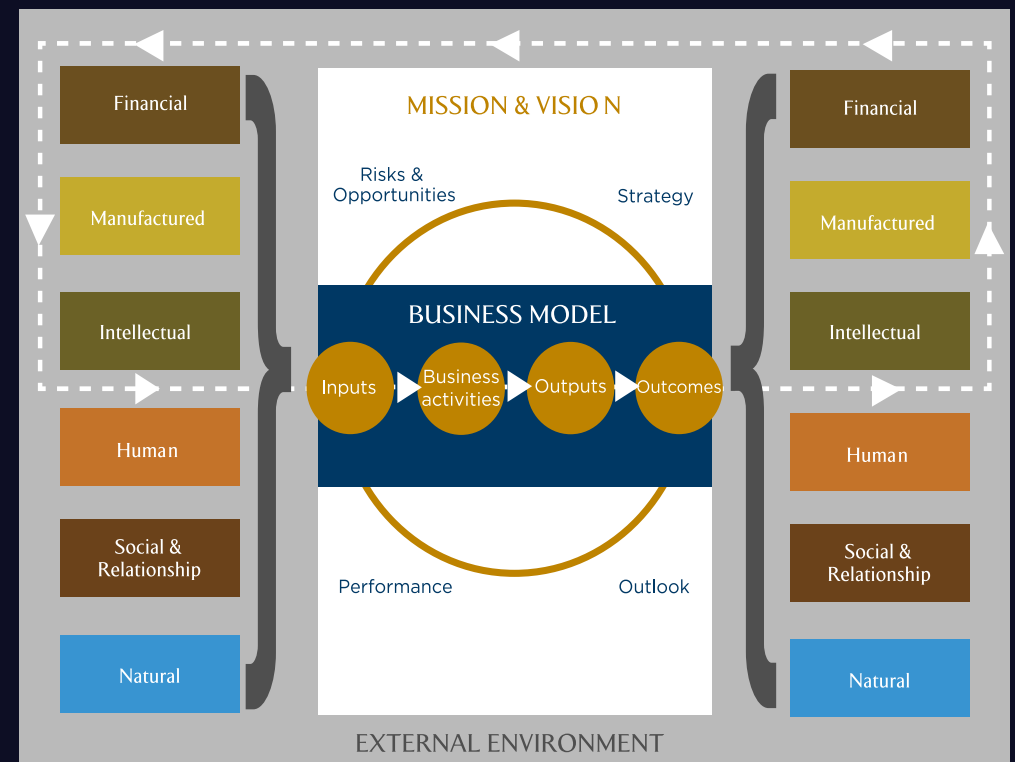 Financial
Manufactured
Intellectual
Human
Social &
Relationship
Natural
MISSION & VISIO N
Risks &
Opportunities
Strategy
BUSINESS MODEL
Inputs
Business
activities
Outputs
Outcomes
Performance
Outlook
Financial
Manufactured
Intellectual
Human
Social &
Relationship
Natural
EXTERNAL ENVIRONMENT